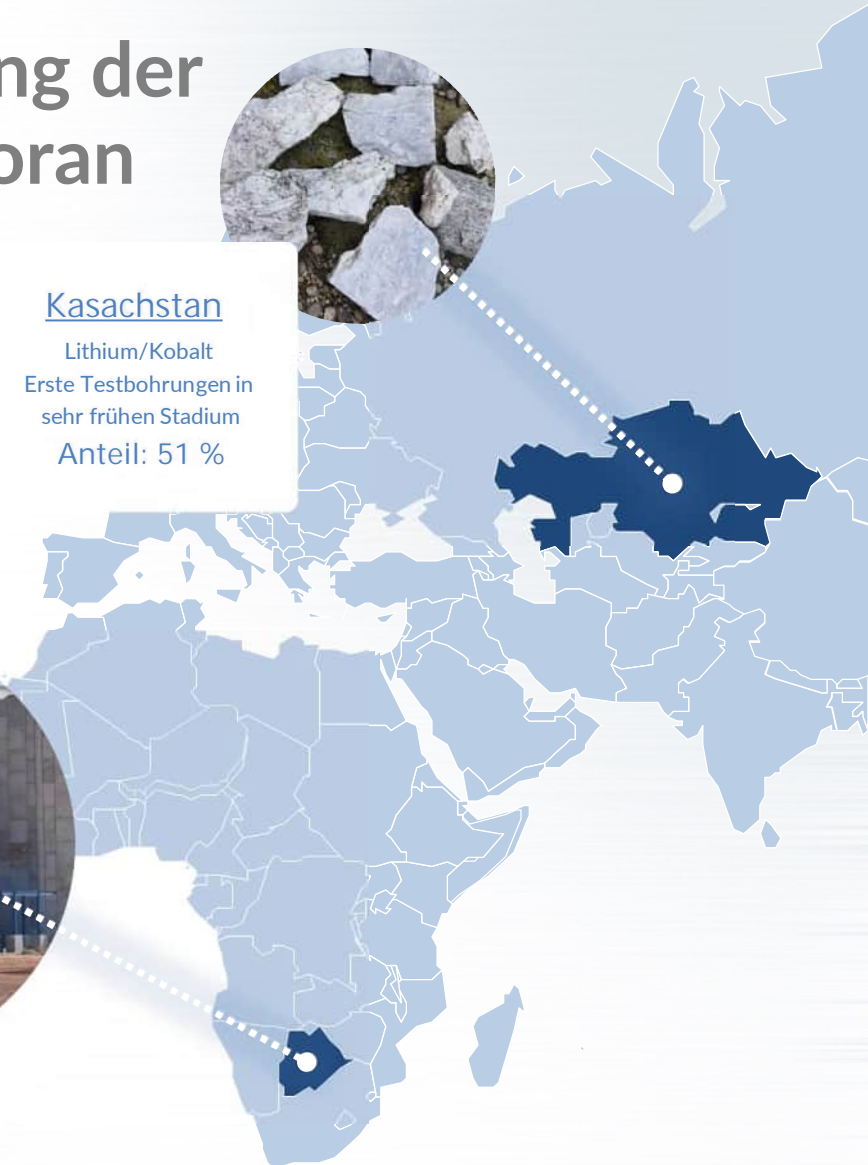 ng der
oran
Kasachstan
Lithium/Kobalt
Erste Testbohrungen in
sehr frühen Stadium
Anteil: 51 %